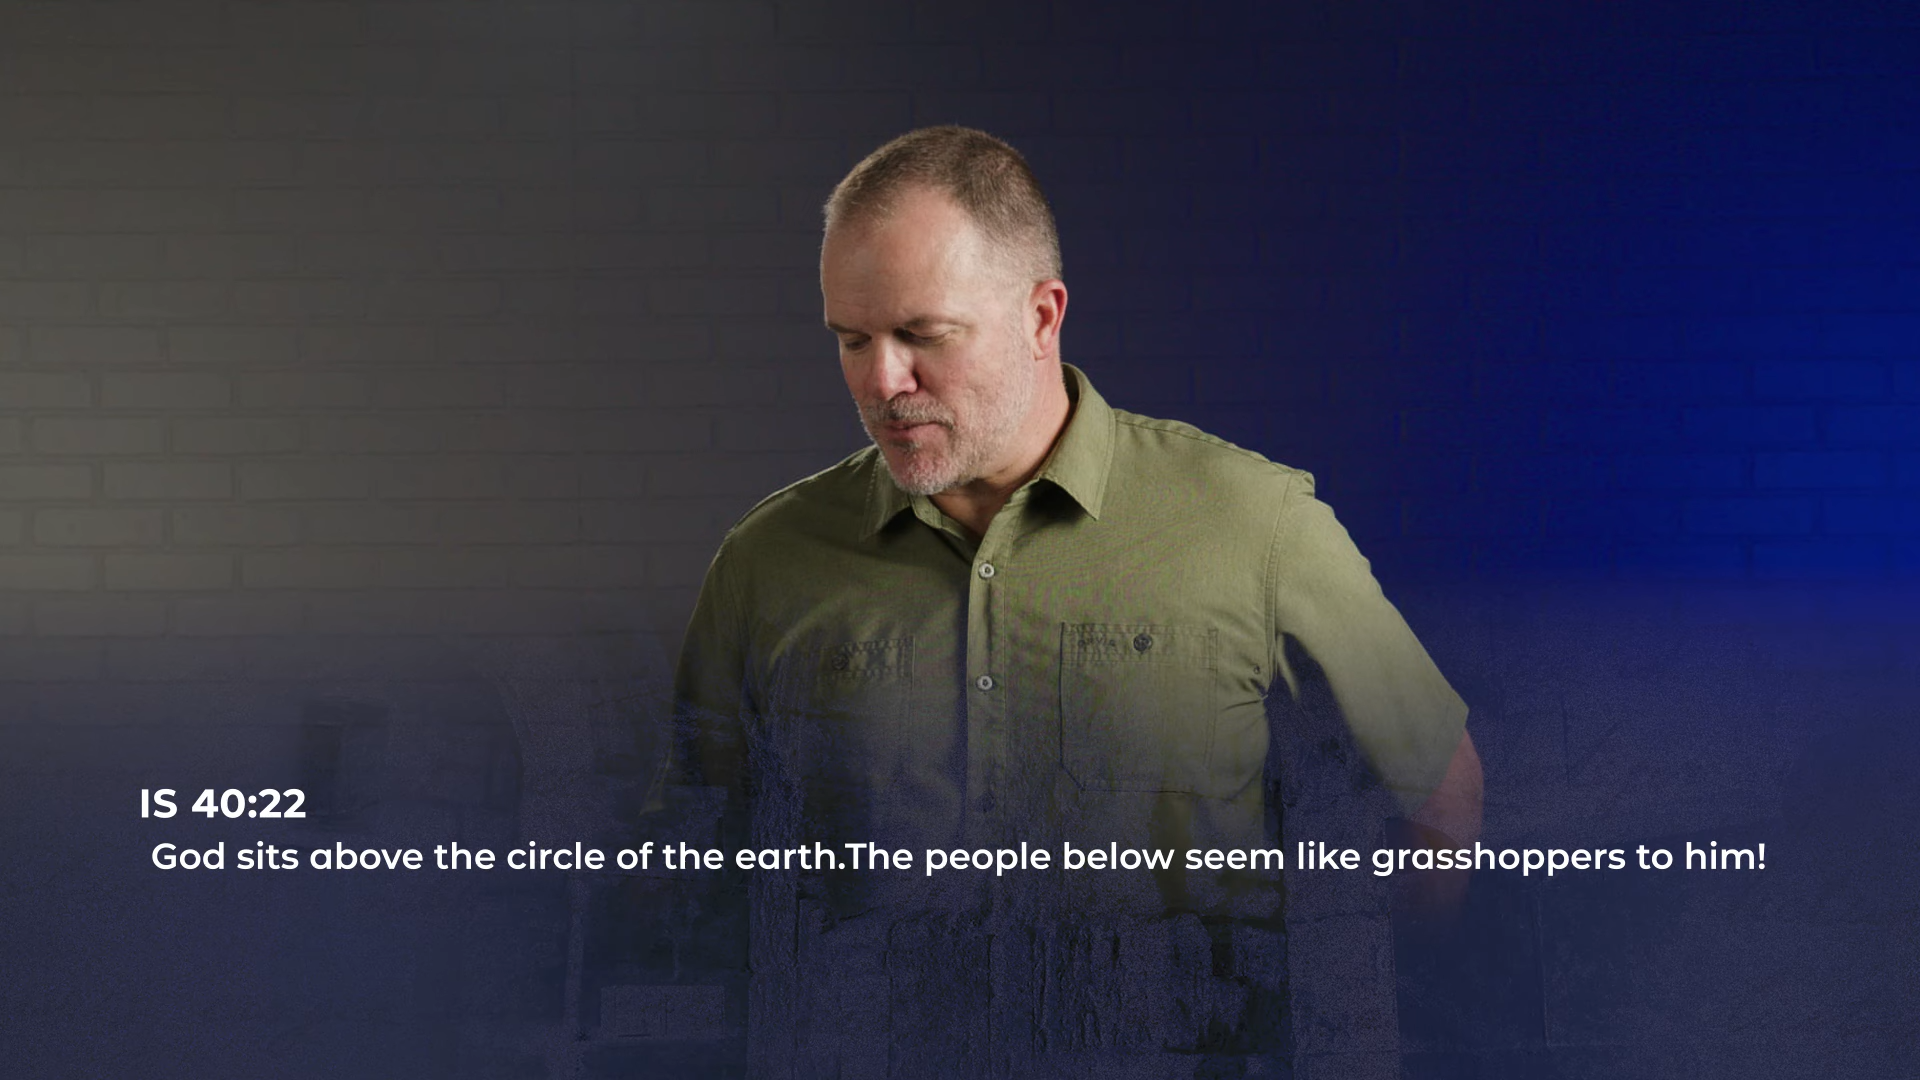 IS 40:22
God sits above the circle of the earth.The people below seem like grasshoppers to him!